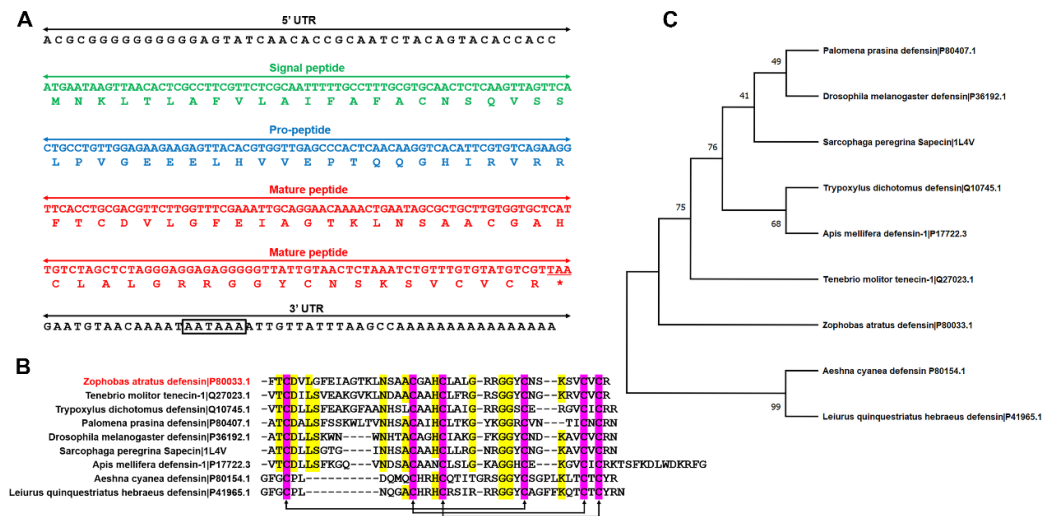 A
5’ UTR
ACGCGGGGGGGGGGAGTATCAACACCGCAATCTACAGTACACCACC
Signal peptide
ATGAATAAGTTAACACTCGCCTTCGTTCTCGCAATTTTTGCCTTTGCGTGCAACTCTCAAGTTAGTTCA
M N K L T L A F V L A I F A F A C N S Q V S S
Pro-peptide
CTGCCTGTTGGAGAAGAAGAGTTACACGTGGTTGAGCCCACTCAACAAGGTCACATTCGTGTCAGAAGG
L P V G E E E L H V V E P T Q Q G H I R V R R
Mature peptide
TTCACCTGCGACGTTCTTGGTTTCGAAATTGCAGGAACAAAACTGAATAGCGCTGCTTGTGGTGCTCAT
F T C D V L G F E I A G T K L N S A A C G A H
Mature peptide
TGTCTAGCTCTAGGGAGGAGAGGGGGTTATTGTAACTCTAAATCTGTTTGTGTATGTCGTTAA
C L A L G R R G G Y C N S K S V C V C R *
3’ UTR
GAATGTAACAAAATAATAAAATTGTTATTTAAGCCAAAAAAAAAAAAAAAA
B
Zophobas atratus defensin|P80033.1 -FTCDVLGFEIAGTKLNSAACGAHCLALG-RRGGYCNS--KSVCVCR
Tenebrio molitor tenecin-1|Q27023.1 -VTCDILSVEAKGVKLNDAACAAHCLFRG-RSGGYCNG--KRVCVCR
Trypoxylus dichotomus defensin|Q10745.1 -VTCDLLSFEAKGFAANHSLCAAHCLAIG-RRGGSCE---RGVCICRR
Palomena prasina defensin|P80407.1 -ATCDALSFSSKWLTVNHSACAIHCLTKGYKGGRCVN---TICNCRN
Drosophila melanogaster defensin|P36192.1 -ATCDLLSKWN---WNHTACAGHCIAKG-FKGGYCND--KAVCVCRN
Sarcophaga peregrina Sapecin|1L4V -ATCDLLSGTG---INHSACAAHCLLRG-NRGGYCNG--KAVCVCRN
Apis mellifera defensin-1|P17722.3 -VTCDLLSFKGQ--VNDSACAANCLSLG-KAGGHCE---KGVCICRKTSFKDLWDKRFG
Aeshna cyanea defensin|P80154.1 GFGCPL---------DQMQCHRHCQTITGRSGGYCSGPLKLTCTCYR
Leirus quinquestriatus hebraeus defensin|P41965.1 GFGCPL---------NQGACHRHCRSIR-RRGGYCAGFFKQTCTCYRN
C
Palomena prasina defensin|P80407.1
49
Drosophila melanogaster defensin|P36192.1
41
Sarcophaga peregrina Sapecin|1L4V
76
Trypoxylus dichotomus defensin|Q10745.1
75
68
Apis mellifera defensin-1|P17722.3
Tenebrio molitor tenecin-1|Q27023.1
Zophobas atratus defensin|P80033.1
Aeshna cyanea defensin P80154.1
99
Leiurus quinquestriatus hebraeus defensin|P41965.1